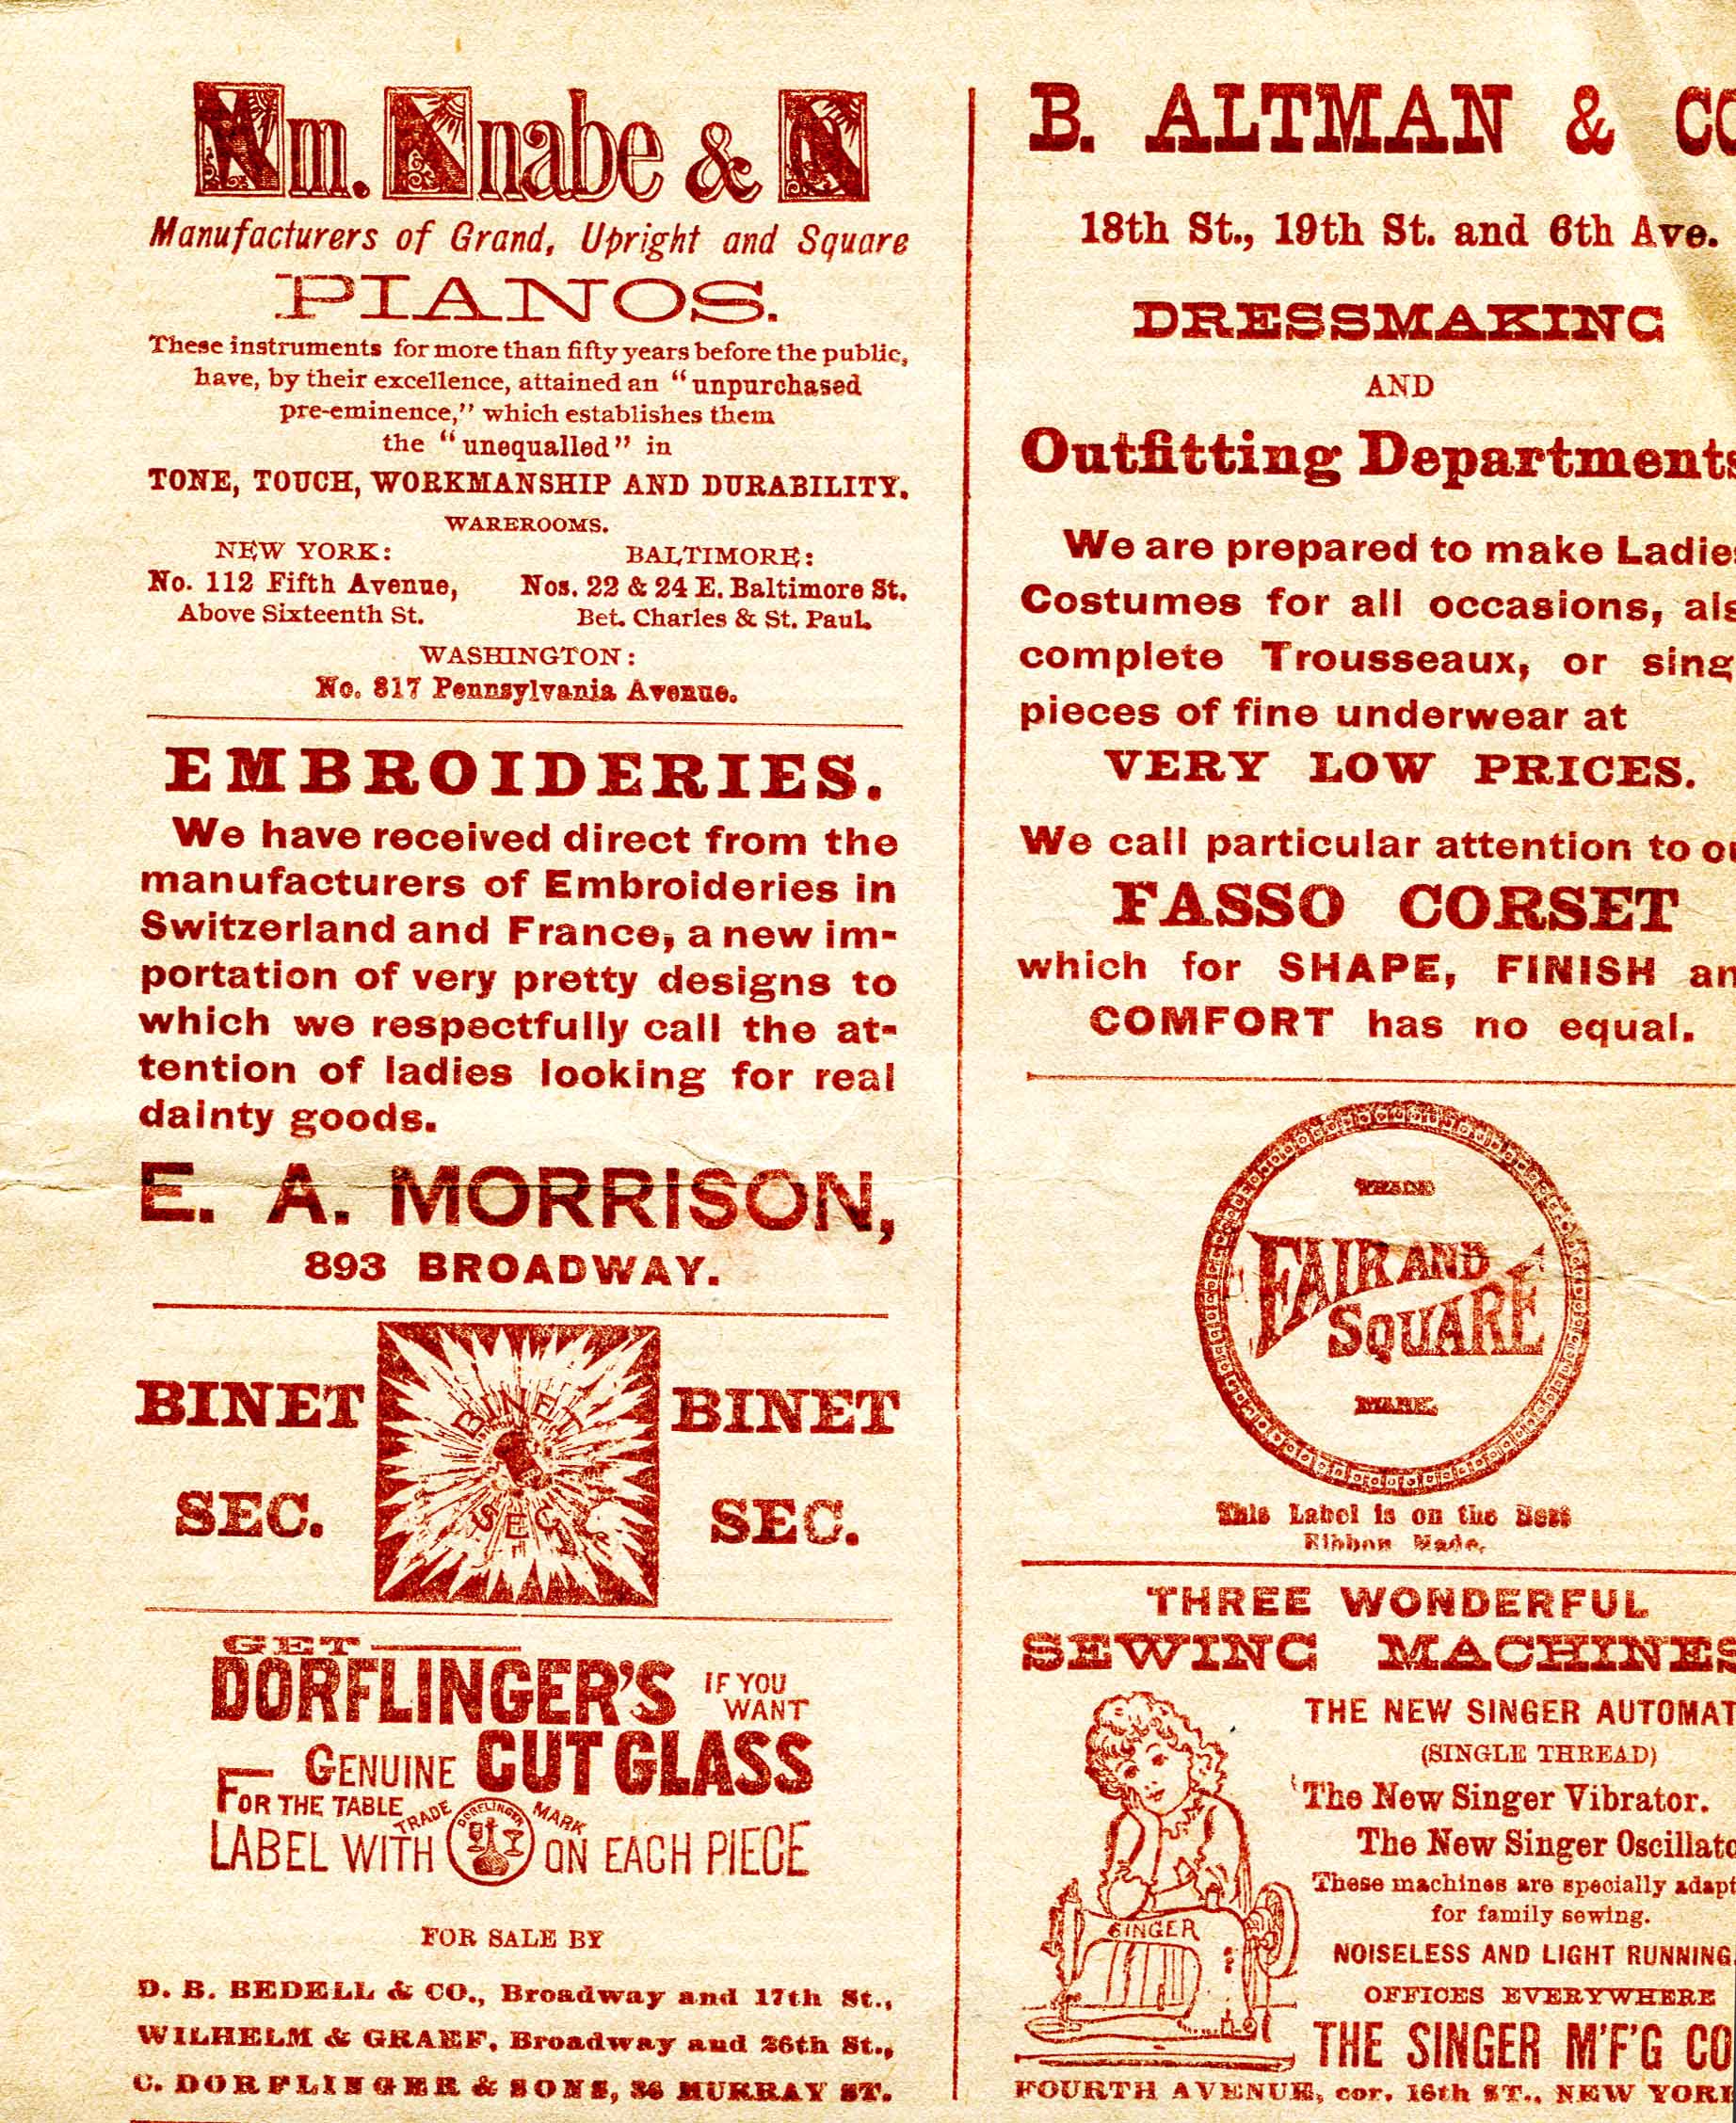 Wm. Knabe & Co
Manufacturers of Grand, Upright and Square
PIANOS.
These instruments for more than fifty years before the public,
have, by their excellence, attained an "unpurchased
pre-eminence," which establishes them
the "unequalled" in
TONE, TOUCH, WORKMANSHIP AND DURABILITY.
WAREROOMS.
NEW YORK:
No. 112 Fifth Avenue,
Above Sixteenth St.
BALTIMORE:
Nos. 22 & 24 E. Baltimore St.
Bet. Charles & St. Paul.
WASHINGTON:
No. 817 Pennsylvania Avenue.
EMBROIDERIES.
We have received direct from the
manufacturers of Embroideries in
Switzerland and France, a new im-
portation of very pretty designs to
which we respectfully call the at-
tention of ladies looking for real
dainty goods.
E. A. MORRISON,
893 BROADWAY.
BINET
SEC.
BINET
SEC
BINET
SEC.
GET
DORFLINGER'S IF YOU
WANT
GENUINE CUT GLASS
FOR THE TABLE
TRADE DORFLINGER MARK
LABEL WITH ON EACH PIECE
FOR SALE BY
D. B. BEDELL & CO., Broadway and 17th St.,
WILHELM & GRAEF, Broadway and 26th St.,
C. DORFLINGER & SONS, 36 MURRAY ST.
B. ALTMAN & CO
18th St., 19th St. and 6th Ave.
DRESSMAKING
AND
Outfitting Departments
We are prepared to make Ladies
Costumes for all occasions, als
complete Trousseaux, or sing
pieces of fine underwear at
VERY LOW PRICES.
We call particular attention to ou
FASSO CORSET
which for SHAPE, FINISH an
COMFORT has no equal.
TRADE
FAIR AND
SQUARE
MARK.
This Label is on the Best
Ribbon Made.
THREE WONDERFUL
SEWING MACHINES
THE NEW SINGER AUTOMAT
(SINGLE THREAD)
The New Singer Vibrator.
The New Singer Oscillato
These machines are specially adapt
for family sewing.
SINGER
NOISELESS AND LIGHT RUNNING.
OFFICES EVERYWHERE
THE SINGER M'F'G CO
FOURTH AVENUE, cor. 16th ST., NEW YORK